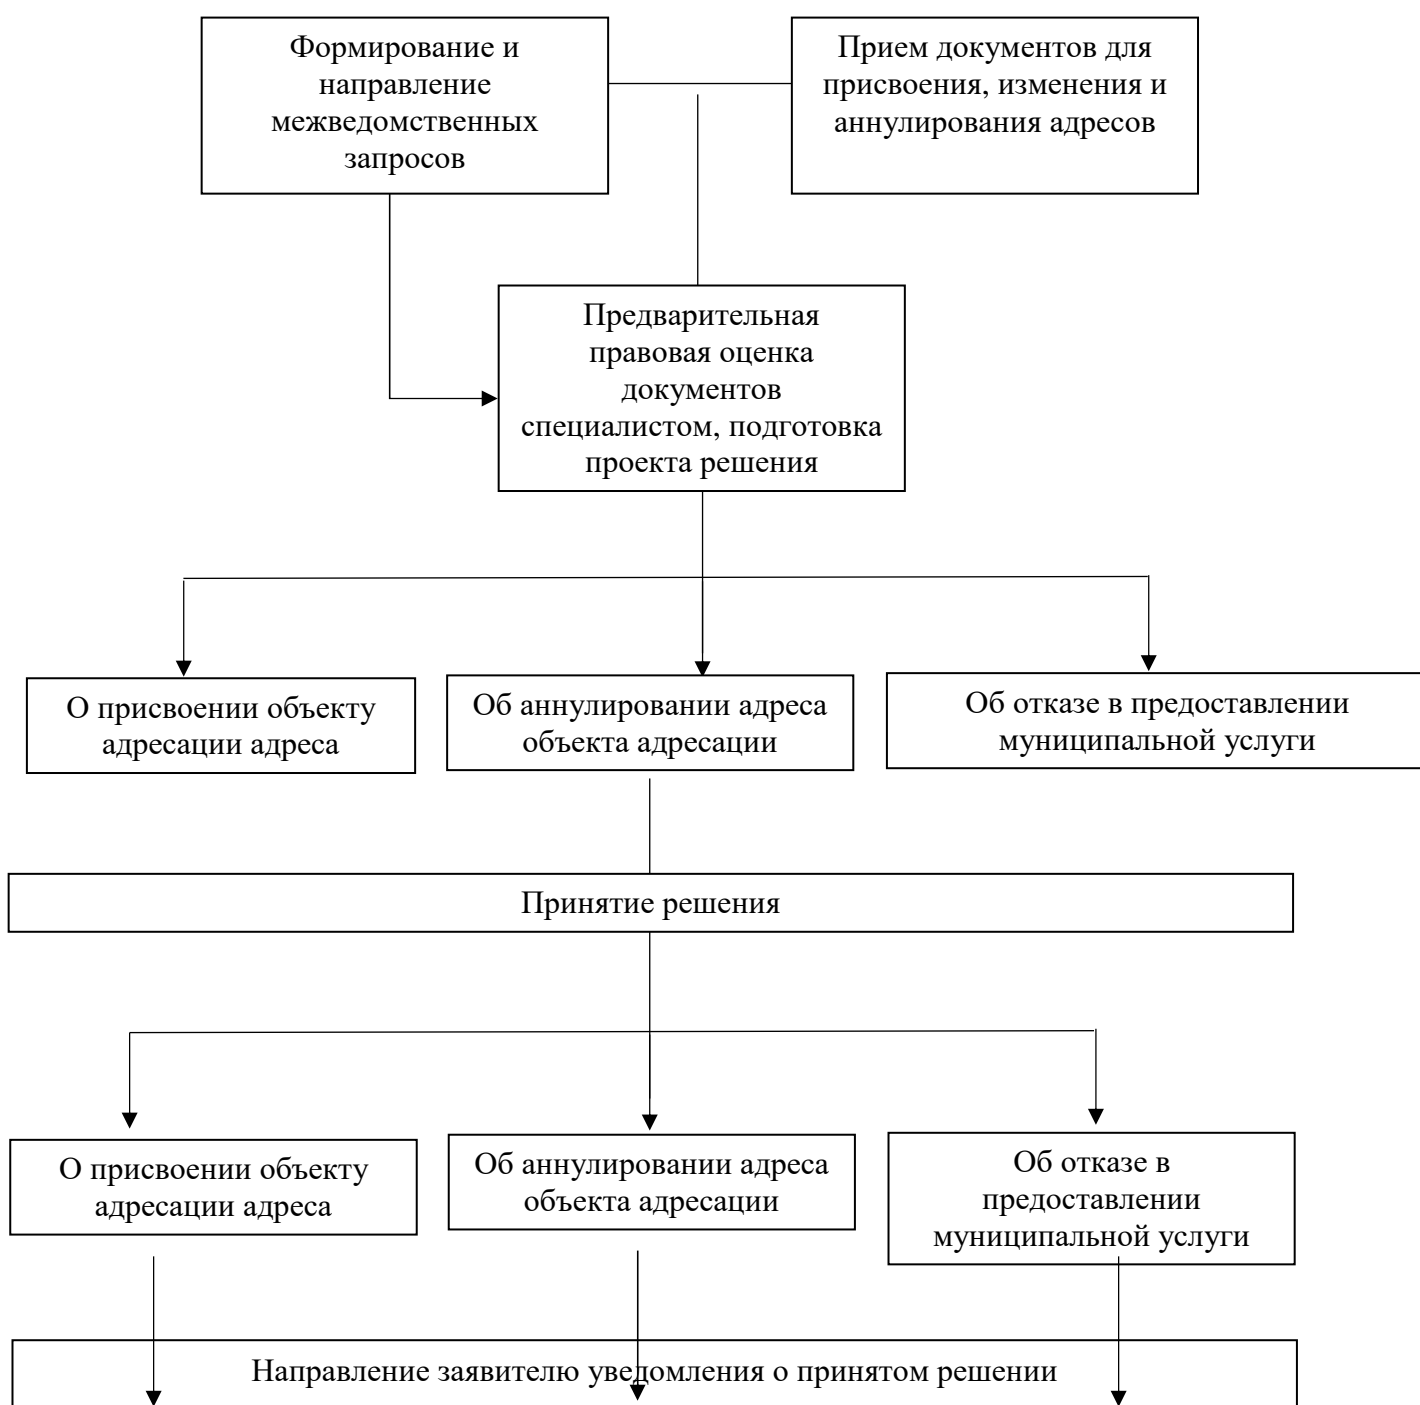 Формирование и
направление
межведомственных
запросов
Прием документов для
присвоения, изменения и
аннулирования адресов
Предварительная
правовая оценка
документов
специалистом, подготовка
проекта решения
О присвоении объекту
адресации адреса
Об аннулировании адреса
объекта адресации
Об отказе в предоставлении
муниципальной услуги
Принятие решения
О присвоении объекту
адресации адреса
Об аннулировании адреса
объекта адресации
Об отказе в
предоставлении
муниципальной услуги
Направление заявителю уведомления о принятом решении